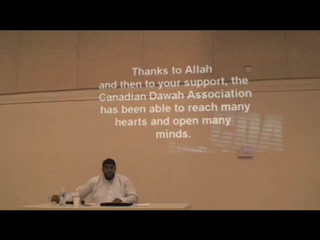 Thanks to Allah
and then to your support, the
Canadian Dawah Association
has been able to reach many
hearts and open many
minds.